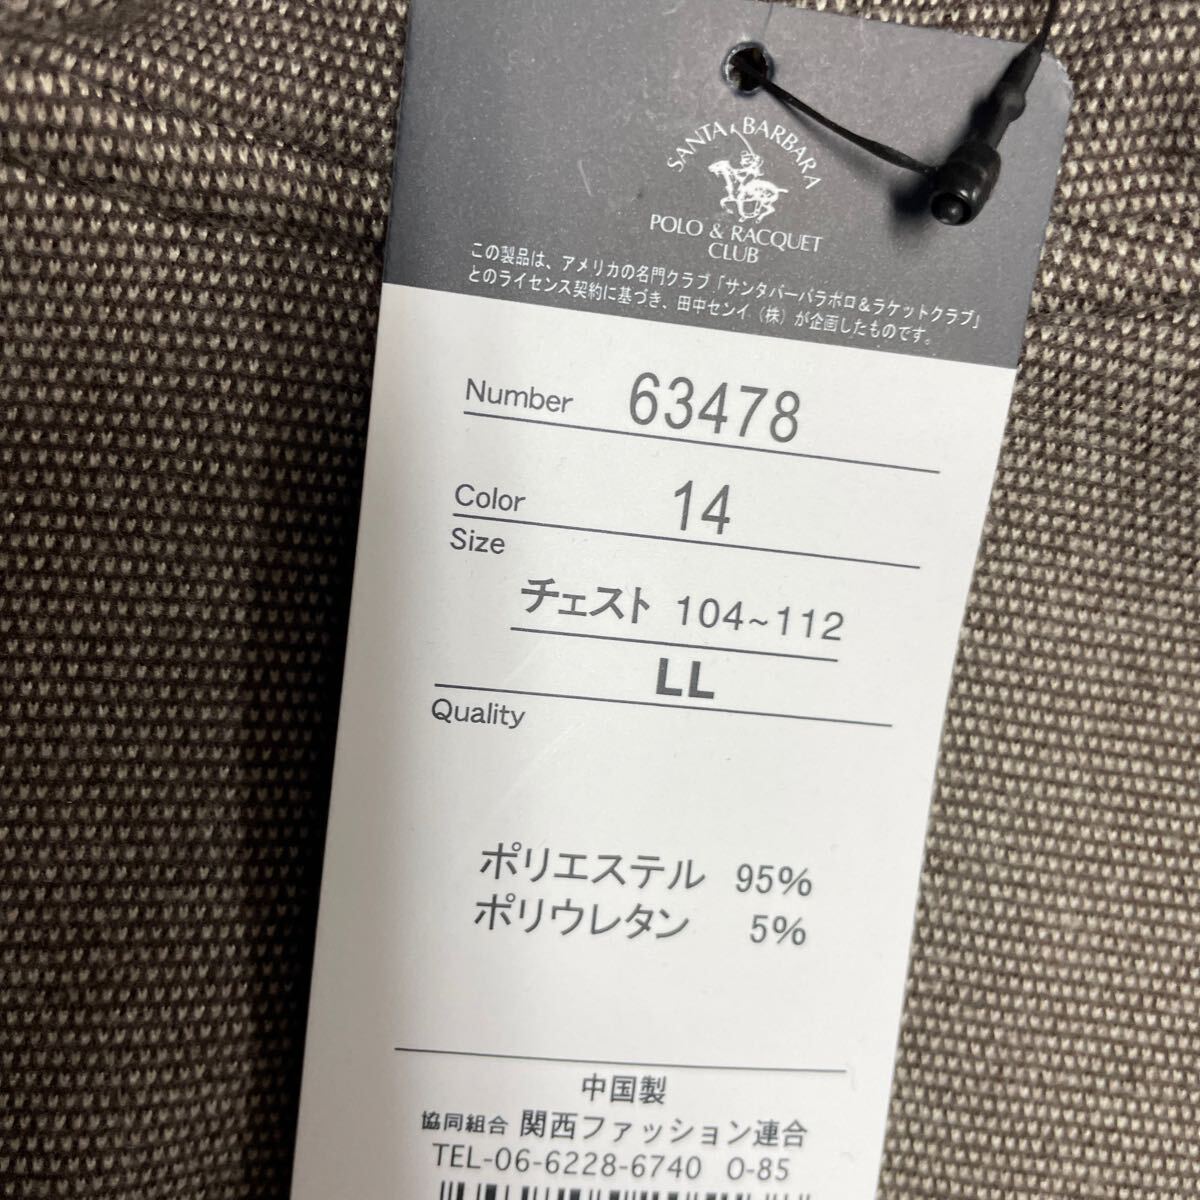 SANTA BARBARA
POLO & RACQUET
CLUB
この製品は、アメリカの名門クラブ「サンタバーバラポロ&ラケットクラブ」
とのライセンス契約に基づき、田中センイ（株）が企画したものです。
Number 63478
Color 14
Size
チェスト 104~112
LL
Quality
ポリエステル 95%
ポリウレタン 5%
中国製
協同組合 関西ファッション連合
TEL-06-6228-6740 O-85